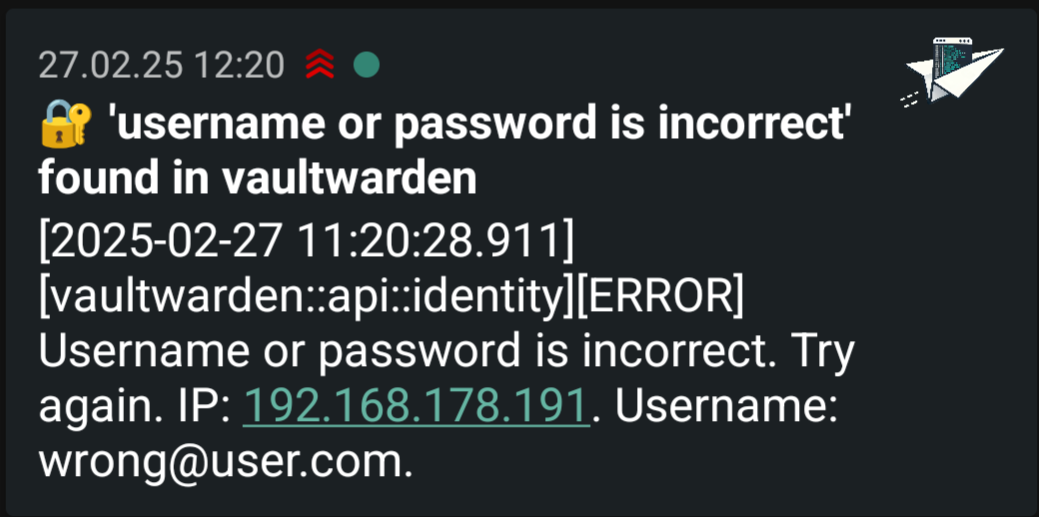 27.02.25 12:20
'username or password is incorrect'
found in vaultwarden
[2025-02-27 11:20:28.911]
[vaultwarden::api::identity][ERROR]
Username or password is incorrect. Try
again. IP: 192.168.178.191. Username:
wrong@user.com.